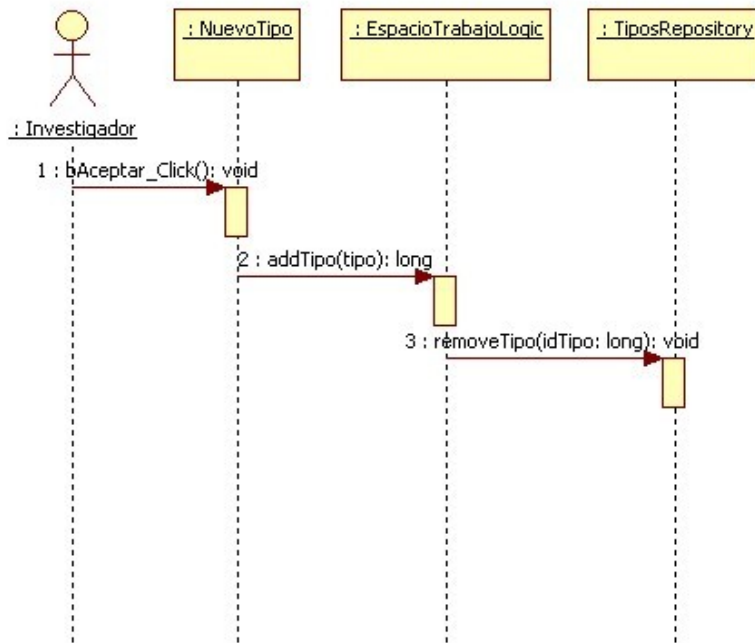 : NuevoTipo
: EspacioTrabajoLogic
: TiposRepository
: Investigador
1 : bAceptar_Click(): void
2 : addTipo(tipo): long
3 : removeTipo(idTipo: long): void